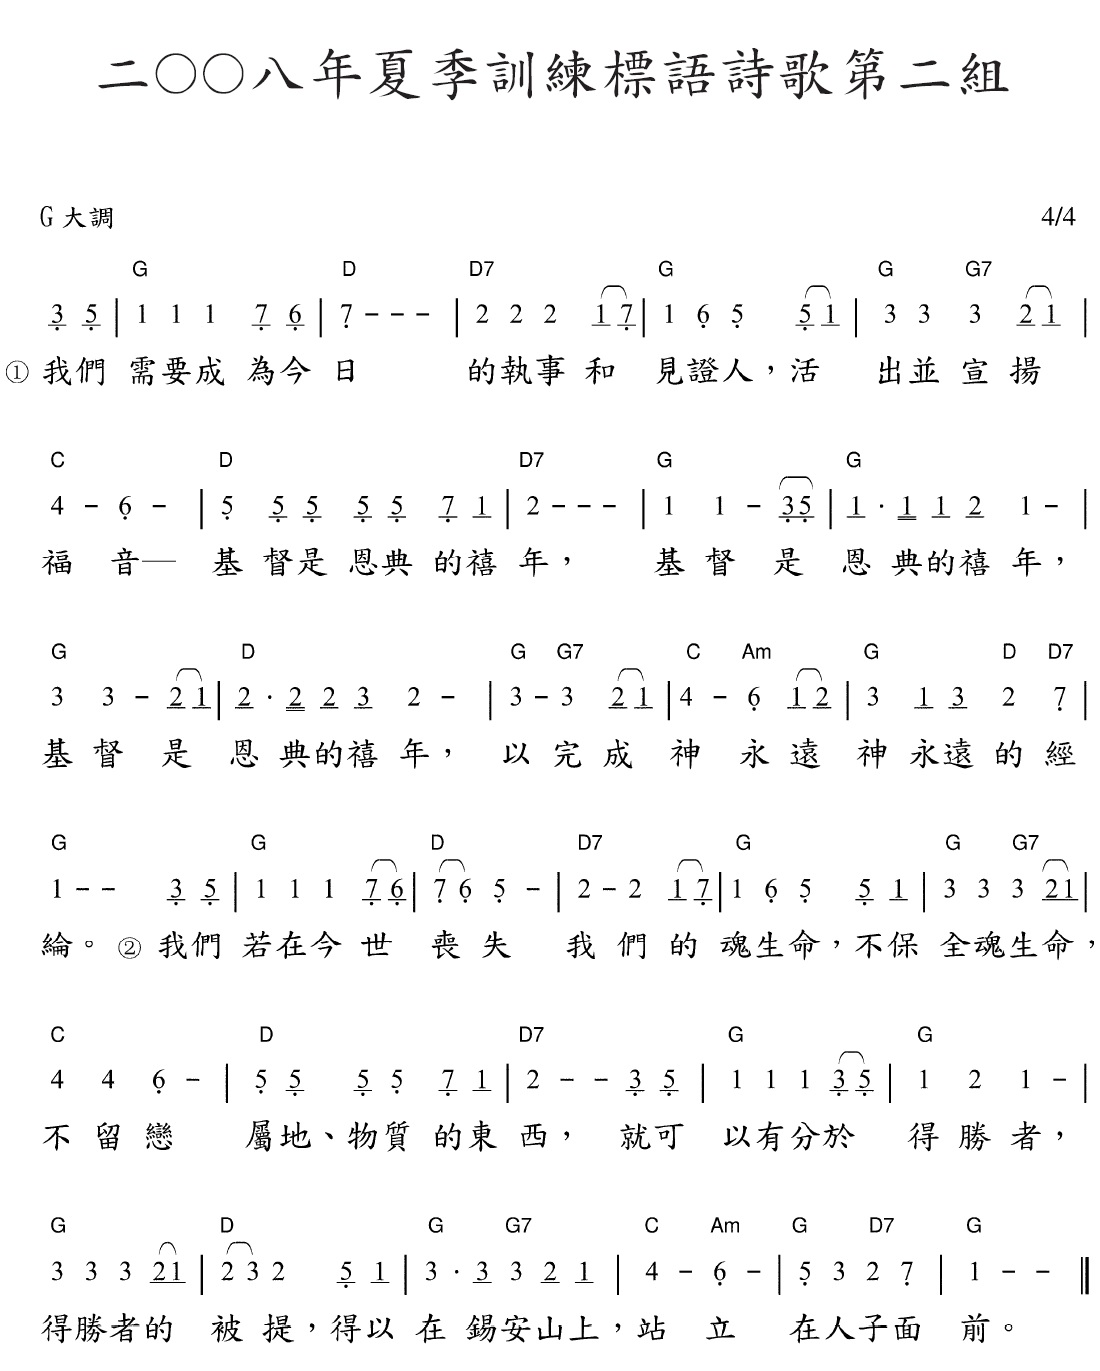 二〇〇八年夏季訓練標語詩歌第二組
G 大調 4/4
G D D7 G G G7
3 5 | 1 1 1 7 6 | 7 - - - | 2 2 2 1 7 | 1 6 5 5 1 | 3 3 3 2 1 |
① 我們 需要成 為今 日 的執事 和 見證人，活 出並 宣 揚
C D D7 G G
4 - 6 - | 5 5 5 5 5 7 1 | 2 - - - | 1 1 - 3 5 | 1 · 1 1 2 1 - |
福 音— 基 督是 恩典 的禧 年， 基 督 是 恩 典的禧 年，
G D G G7 C Am G D D7
3 3 - 2 1 | 2 · 2 2 3 2 - | 3 - 3 2 1 | 4 - 6 1 2 | 3 1 3 2 7 |
基 督 是 恩 典的禧 年， 以 完 成 神 永 遠 神 永遠 的 經
G G D D7 G G G7
1 - - 3 5 | 1 1 1 7 6 | 7 6 5 - | 2 - 2 1 7 | 1 6 5 5 1 | 3 3 3 2 1 |
綸。 ② 我們 若在今 世 喪 失 我 們 的 魂生命，不保 全魂生命，
C D D7 G G
4 4 6 - | 5 5 5 5 7 1 | 2 - - 3 5 | 1 1 1 3 5 | 1 2 1 - |
不 留 戀 屬地、物質 的東 西， 就可 以有分於 得 勝 者，
G D G G7 C Am G D7 G
3 3 3 2 1 | 2 3 2 5 1 | 3 · 3 3 2 1 | 4 - 6 - | 5 3 2 7 | 1 - - ‖
得勝者的 被 提，得以 在 錫安山上，站 立 在人子面 前。